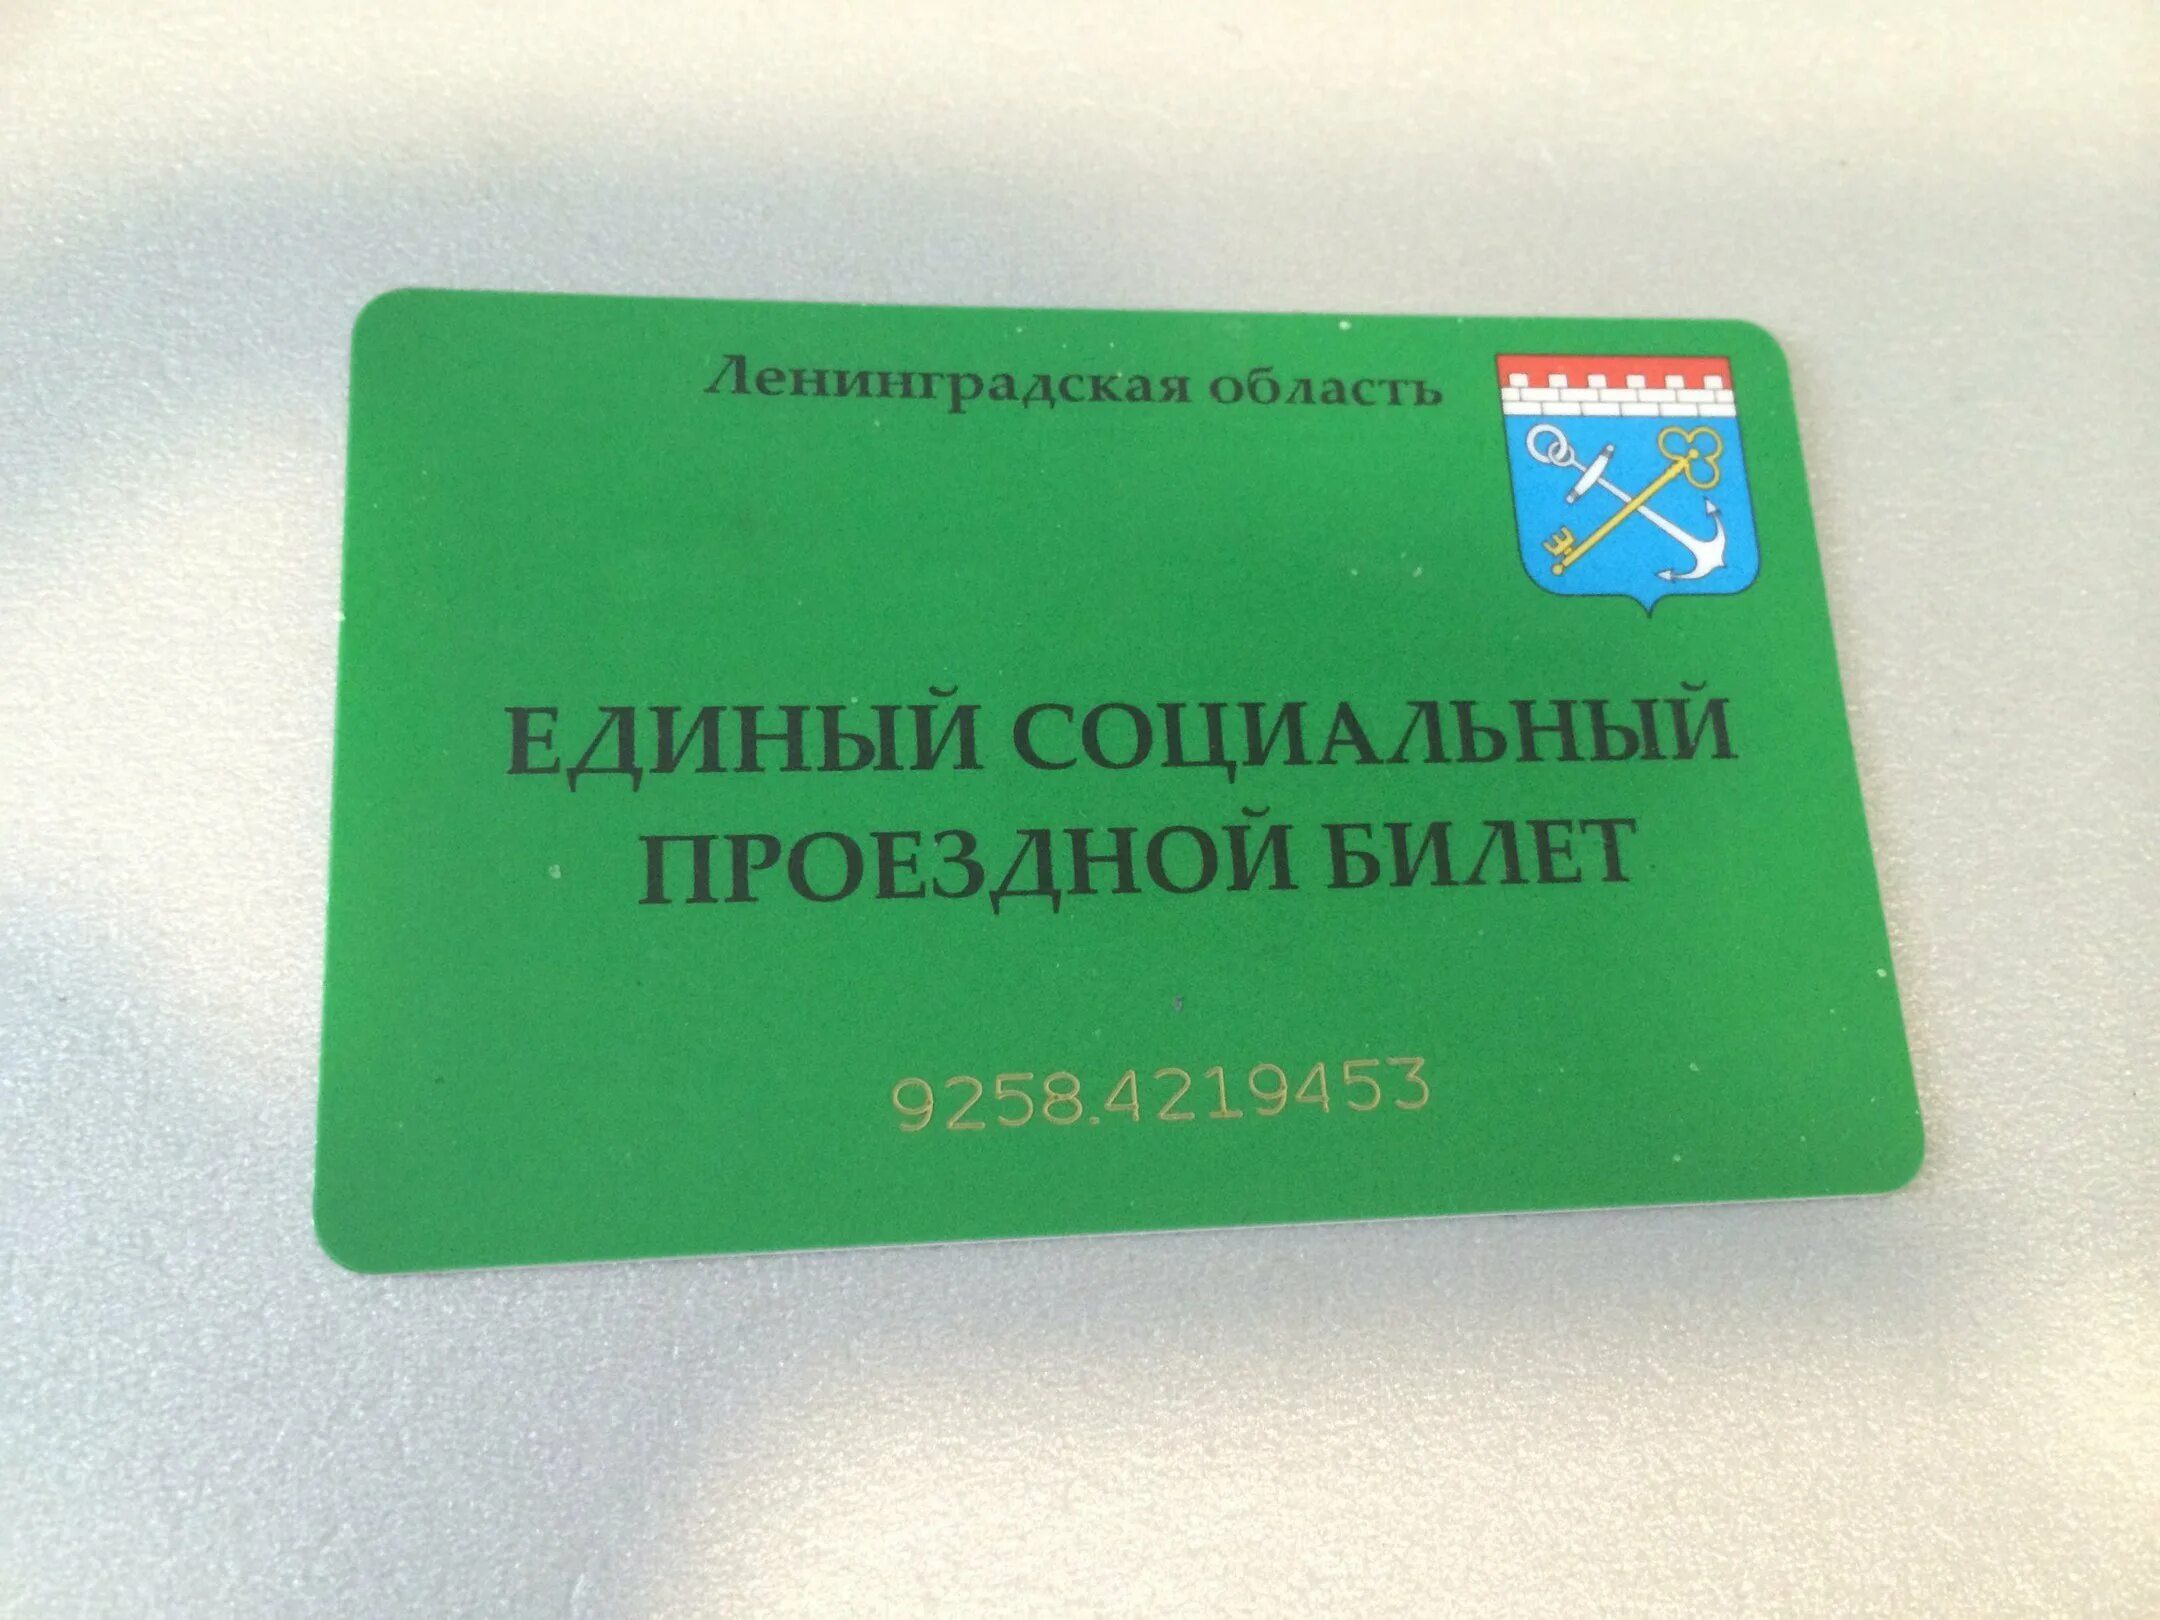 Ленинградская область
ЕДИНЫЙ СОЦИАЛЬНЫЙ
ПРОЕЗДНОЙ БИЛЕТ
9258.4219453